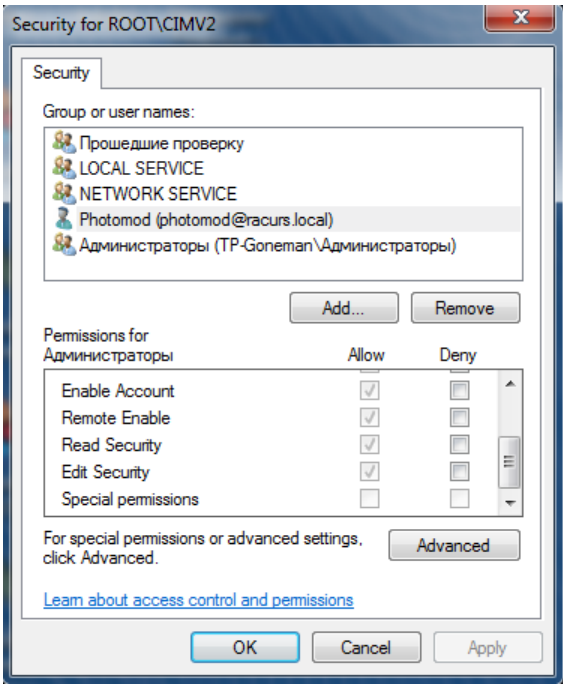 Security for ROOT\CIMV2
Security
Group or user names:
Прошедшие проверку
LOCAL SERVICE
NETWORK SERVICE
Photomod (photomod@racurs.local)
Администраторы (TP-Goneman\Администраторы)
Add... Remove
Permissions for
Администраторы Allow Deny
Enable Account
Remote Enable
Read Security
Edit Security
Special permissions
For special permissions or advanced settings,
click Advanced.
Advanced
Learn about access control and permissions
OK Cancel Apply